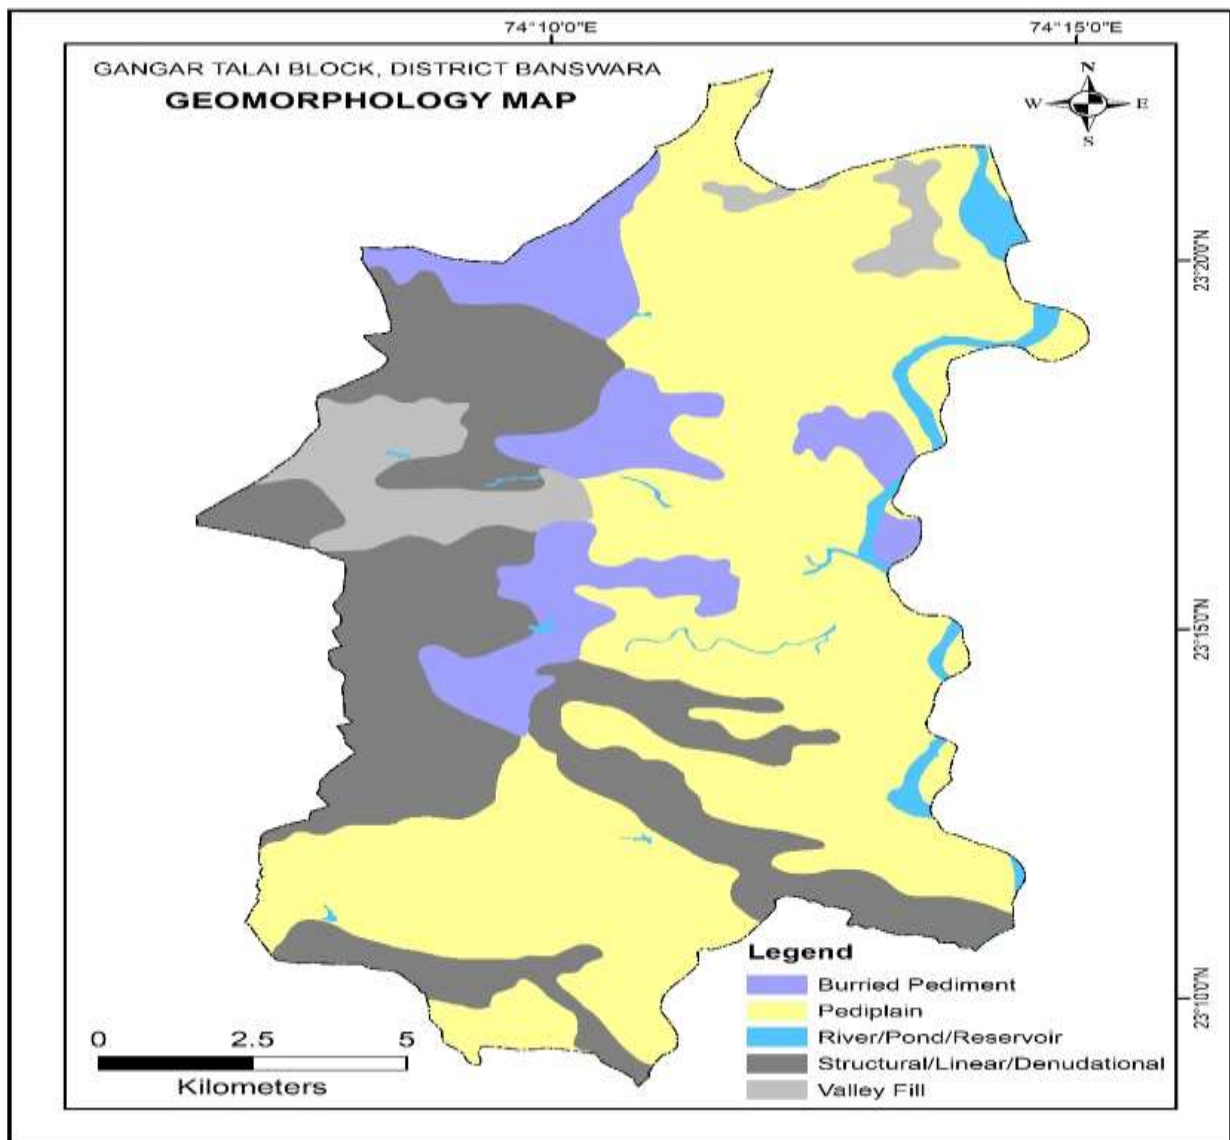 74°10'0"E 74°15'0"E
GANGAR TALAI BLOCK, DISTRICT BANSWARA
GEOMORPHOLOGY MAP
N
W E
S
23°20'0"N
23°15'0"N
23°10'0"N
Legend
Burried Pediment
Pediplain
River/Pond/Reservoir
Structural/Linear/Denudational
Valley Fill
0 2.5 5
Kilometers